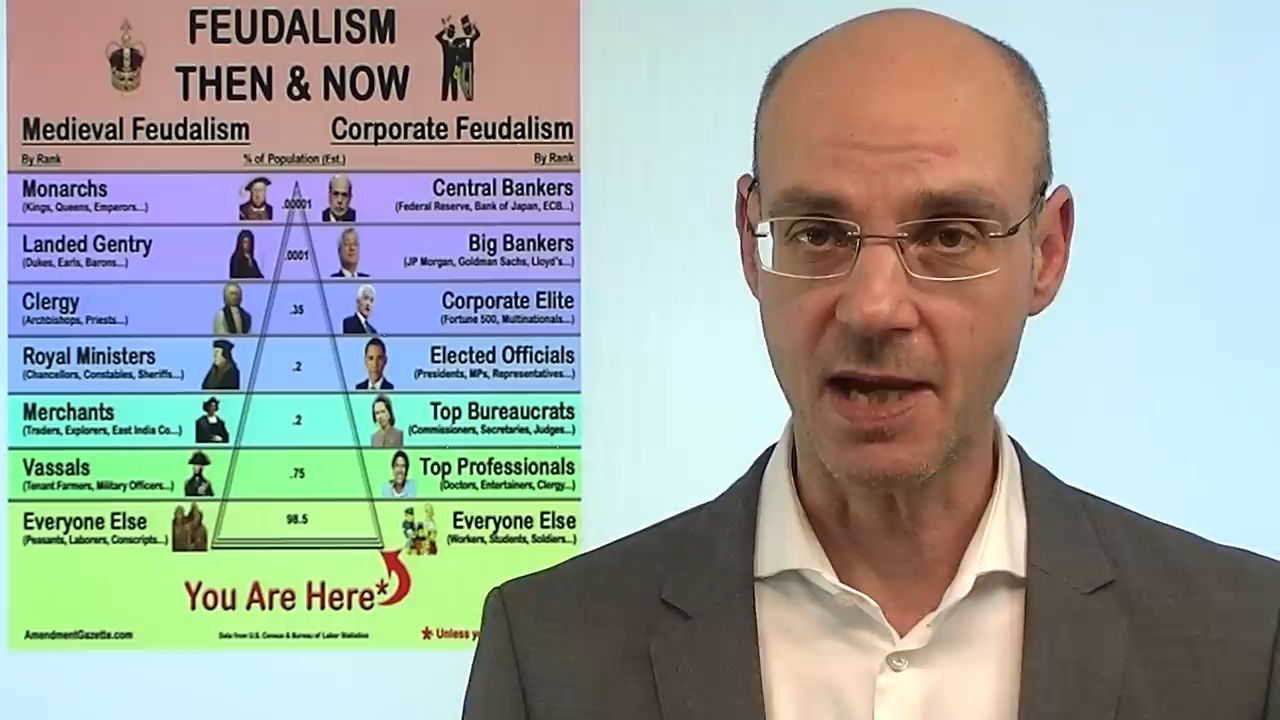 FEUDALISM
THEN & NOW
Medieval Feudalism
Corporate Feudalism
By Rank
% of Population (Est.)
By Rank
Monarchs
(Kings, Queens, Emperors...)
.00001
Central Bankers
(Federal Reserve, Bank of Japan, ECB...)
Landed Gentry
(Dukes, Earls, Barons...)
.0001
Big Bankers
(JP Morgan, Goldman Sachs, Lloyd's...)
Clergy
(Archbishops, Priests...)
.35
Corporate Elite
(Fortune 500, Multinationals...)
Royal Ministers
(Chancellors, Constables, Sheriffs...)
.2
Elected Officials
(Presidents, MPs, Representatives...)
Merchants
(Traders, Explorers, East India Co...)
.2
Top Bureaucrats
(Commissioners, Secretaries, Judges...)
Vassals
(Tenant Farmers, Military Officers...)
.75
Top Professionals
(Doctors, Entertainers, Clergy...)
Everyone Else
(Peasants, Laborers, Conscripts...)
98.5
Everyone Else
(Workers, Students, Soldiers...)
You Are Here*
AmendmentGazette.com
Data from U.S. Census & Bureau of Labor Statistics
* Unless